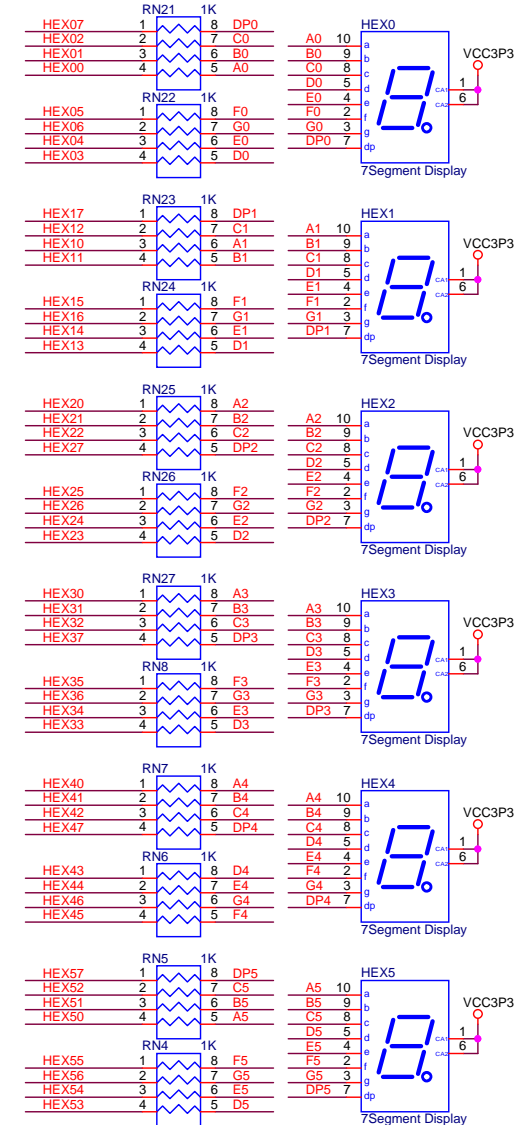 RN21 1K
HEX07 1 8 DP0
HEX02 2 7 C0
HEX01 3 6 B0
HEX00 4 5 A0
RN22 1K
HEX05 1 8 F0
HEX06 2 7 G0
HEX04 3 6 E0
HEX03 4 5 D0
HEX0
A0 10 a
B0 9 b
C0 8 c
D0 5 d
E0 4 e
F0 2 f
G0 3 g
DP0 7 dp
VCC3P3
CA1 1
CA2 6
7Segment Display
RN23 1K
HEX17 1 8 DP1
HEX12 2 7 C1
HEX10 3 6 A1
HEX11 4 5 B1
RN24 1K
HEX15 1 8 F1
HEX16 2 7 G1
HEX14 3 6 E1
HEX13 4 5 D1
HEX1
A1 10 a
B1 9 b
C1 8 c
D1 5 d
E1 4 e
F1 2 f
G1 3 g
DP1 7 dp
VCC3P3
CA1 1
CA2 6
7Segment Display
RN25 1K
HEX20 1 8 A2
HEX21 2 7 B2
HEX22 3 6 C2
HEX27 4 5 DP2
RN26 1K
HEX25 1 8 F2
HEX26 2 7 G2
HEX24 3 6 E2
HEX23 4 5 D2
HEX2
A2 10 a
B2 9 b
C2 8 c
D2 5 d
E2 4 e
F2 2 f
G2 3 g
DP2 7 dp
VCC3P3
CA1 1
CA2 6
7Segment Display
RN27 1K
HEX30 1 8 A3
HEX31 2 7 B3
HEX32 3 6 C3
HEX37 4 5 DP3
RN8 1K
HEX35 1 8 F3
HEX36 2 7 G3
HEX34 3 6 E3
HEX33 4 5 D3
HEX3
A3 10 a
B3 9 b
C3 8 c
D3 5 d
E3 4 e
F3 2 f
G3 3 g
DP3 7 dp
VCC3P3
CA1 1
CA2 6
7Segment Display
RN7 1K
HEX40 1 8 A4
HEX41 2 7 B4
HEX42 3 6 C4
HEX47 4 5 DP4
RN6 1K
HEX43 1 8 D4
HEX44 2 7 E4
HEX46 3 6 G4
HEX45 4 5 F4
HEX4
A4 10 a
B4 9 b
C4 8 c
D4 5 d
E4 4 e
F4 2 f
G4 3 g
DP4 7 dp
VCC3P3
CA1 1
CA2 6
7Segment Display
RN5 1K
HEX57 1 8 DP5
HEX52 2 7 C5
HEX51 3 6 B5
HEX50 4 5 A5
RN4 1K
HEX55 1 8 F5
HEX56 2 7 G5
HEX54 3 6 E5
HEX53 4 5 D5
HEX5
A5 10 a
B5 9 b
C5 8 c
D5 5 d
E5 4 e
F5 2 f
G5 3 g
DP5 7 dp
VCC3P3
CA1 1
CA2 6
7Segment Display